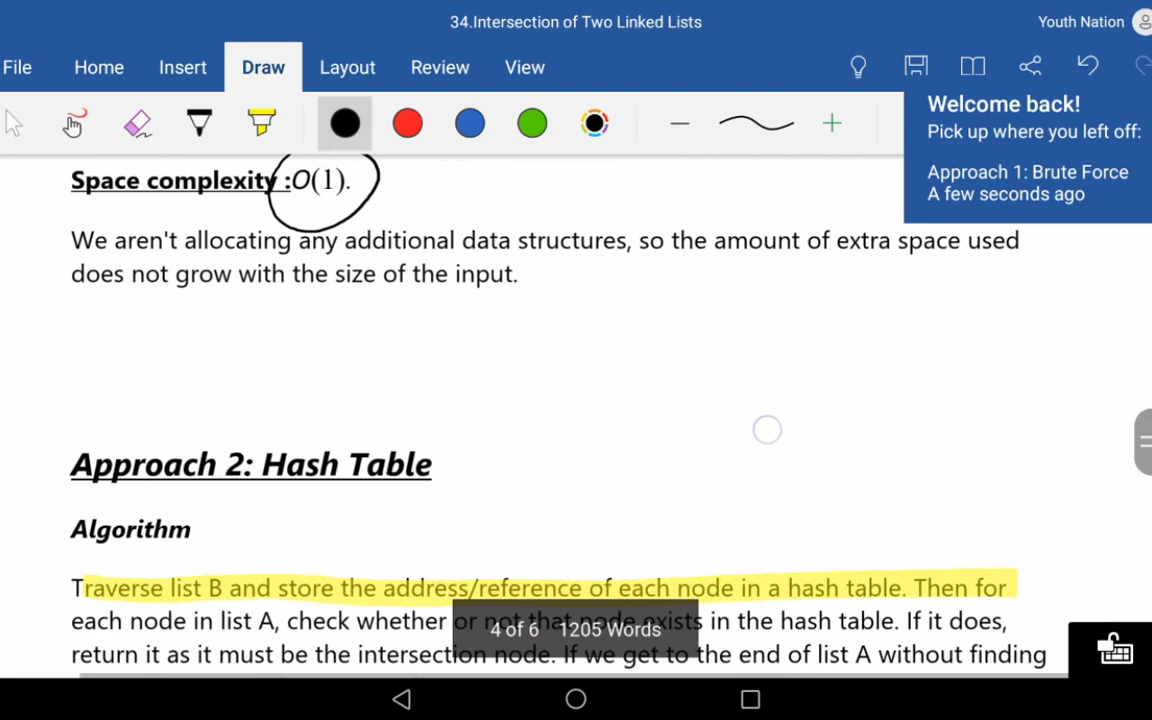 34.Intersection of Two Linked Lists
Youth Nation
File Home Insert Draw Layout Review View
Welcome back!
Pick up where you left off:
Approach 1: Brute Force
A few seconds ago
Space complexity :O(1).
We aren't allocating any additional data structures, so the amount of extra space used
does not grow with the size of the input.
Approach 2: Hash Table
Algorithm
Traverse list B and store the address/reference of each node in a hash table. Then for
each node in list A, check whether or not that node exists in the hash table. If it does,
4 of 6 1205 Words
return it as it must be the intersection node. If we get to the end of list A without finding